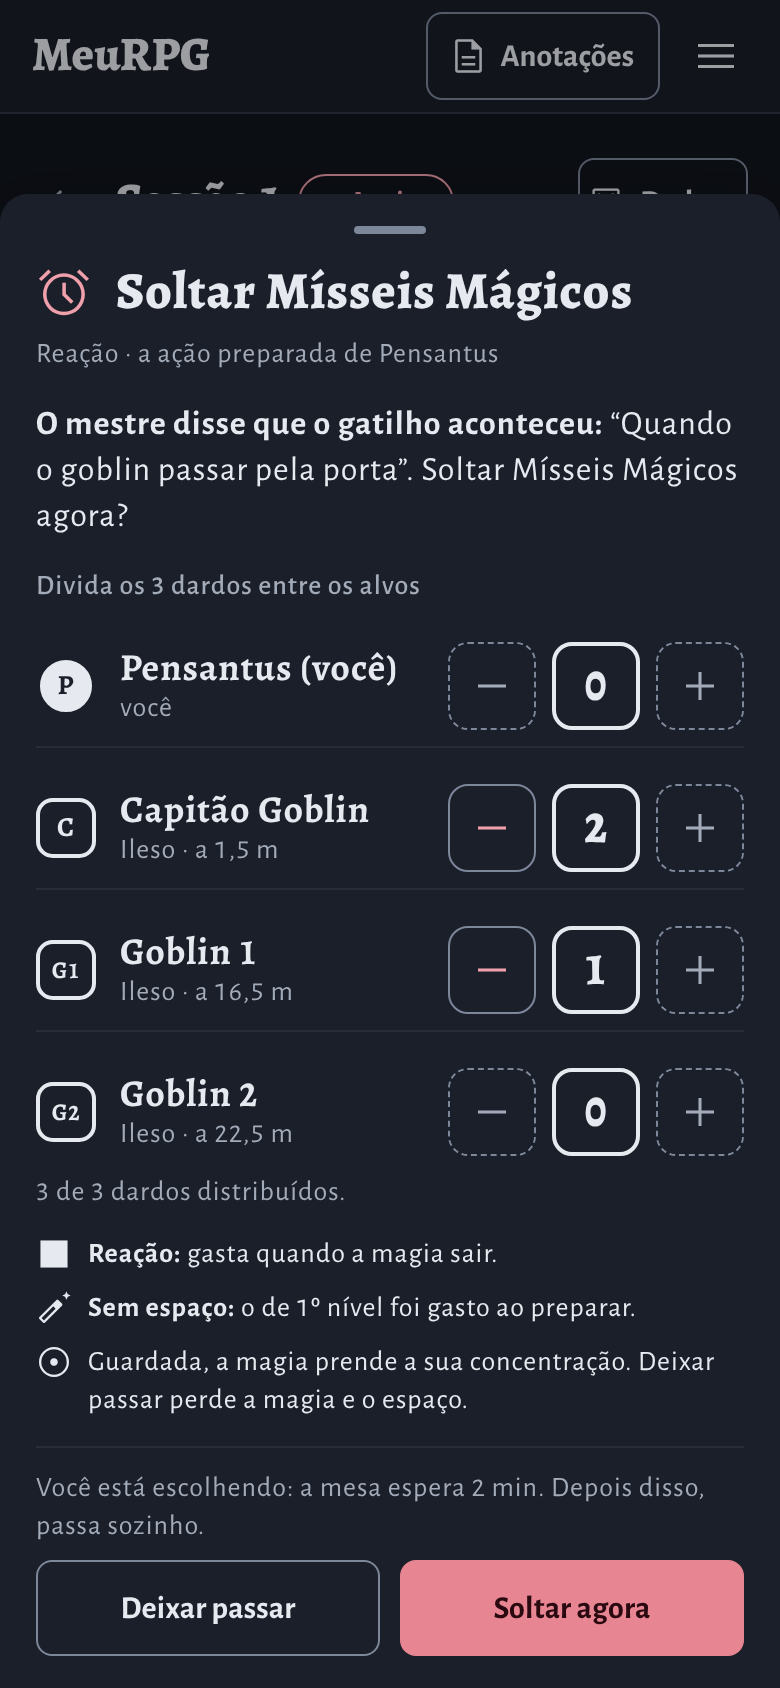 MeuRPG
Anotações
Soltar Mísseis Mágicos
Reação · a ação preparada de Pensantus
O mestre disse que o gatilho aconteceu: “Quando
o goblin passar pela porta”. Soltar Mísseis Mágicos
agora?
Divida os 3 dardos entre os alvos
P
Pensantus (você)
você
− 0 +
C
Capitão Goblin
Ileso · a 1,5 m
− 2 +
G1
Goblin 1
Ileso · a 16,5 m
− 1 +
G2
Goblin 2
Ileso · a 22,5 m
− 0 +
3 de 3 dardos distribuídos.
Reação: gasta quando a magia sair.
Sem espaço: o de 1º nível foi gasto ao preparar.
Guardada, a magia prende a sua concentração. Deixar
passar perde a magia e o espaço.
Você está escolhendo: a mesa espera 2 min. Depois disso,
passa sozinho.
Deixar passar
Soltar agora